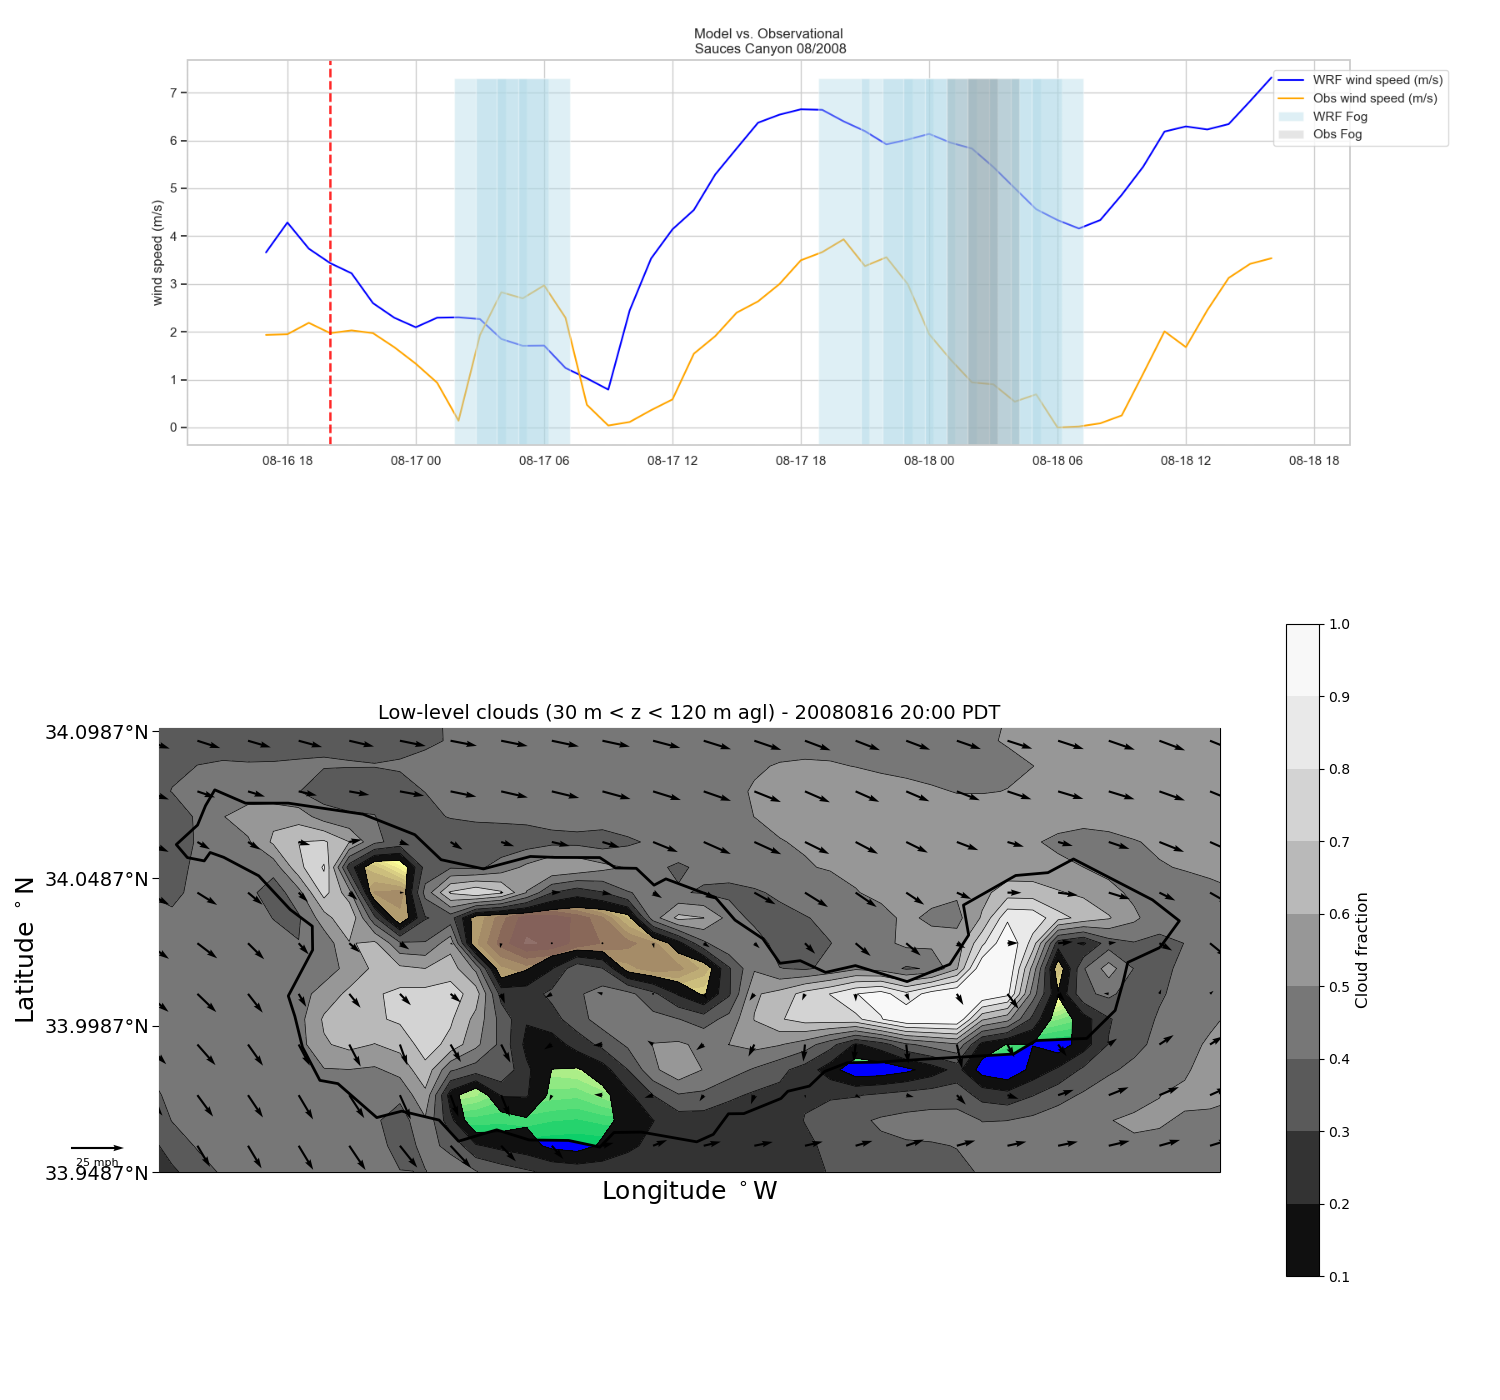 Model vs. Observational
Sauces Canyon 08/2008
wind speed (m/s)
7
6
5
4
3
2
1
0
08-16 18
08-17 00
08-17 06
08-17 12
08-17 18
08-18 00
08-18 06
08-18 12
08-18 18
WRF wind speed (m/s)
Obs wind speed (m/s)
WRF Fog
Obs Fog
Low-level clouds (30 m < z < 120 m agl) - 20080816 20:00 PDT
34.0987°N
34.0487°N
33.9987°N
33.9487°N
Latitude °N
25 mph
Longitude °W
1.0
0.9
0.8
0.7
0.6
0.5
0.4
0.3
0.2
0.1
Cloud fraction